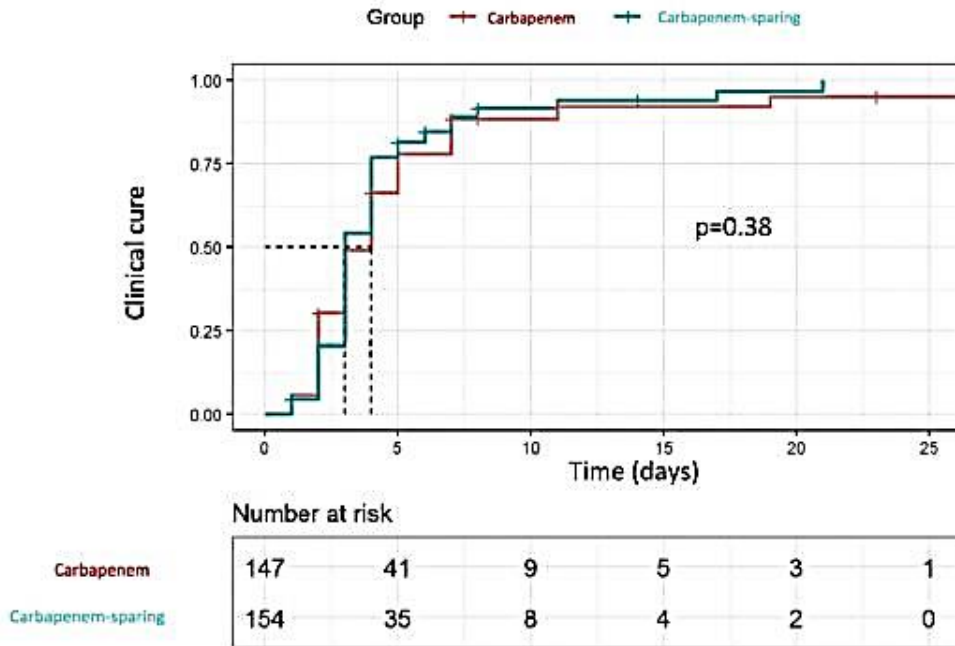 Group Carbapenem Carbapenem-sparing
1.00
0.75
0.50
0.25
0.00
Clinical cure
p=0.38
0 5 10 15 20 25
Time (days)
Number at risk
Carbapenem 147 41 9 5 3 1
Carbapenem-sparing 154 35 8 4 2 0